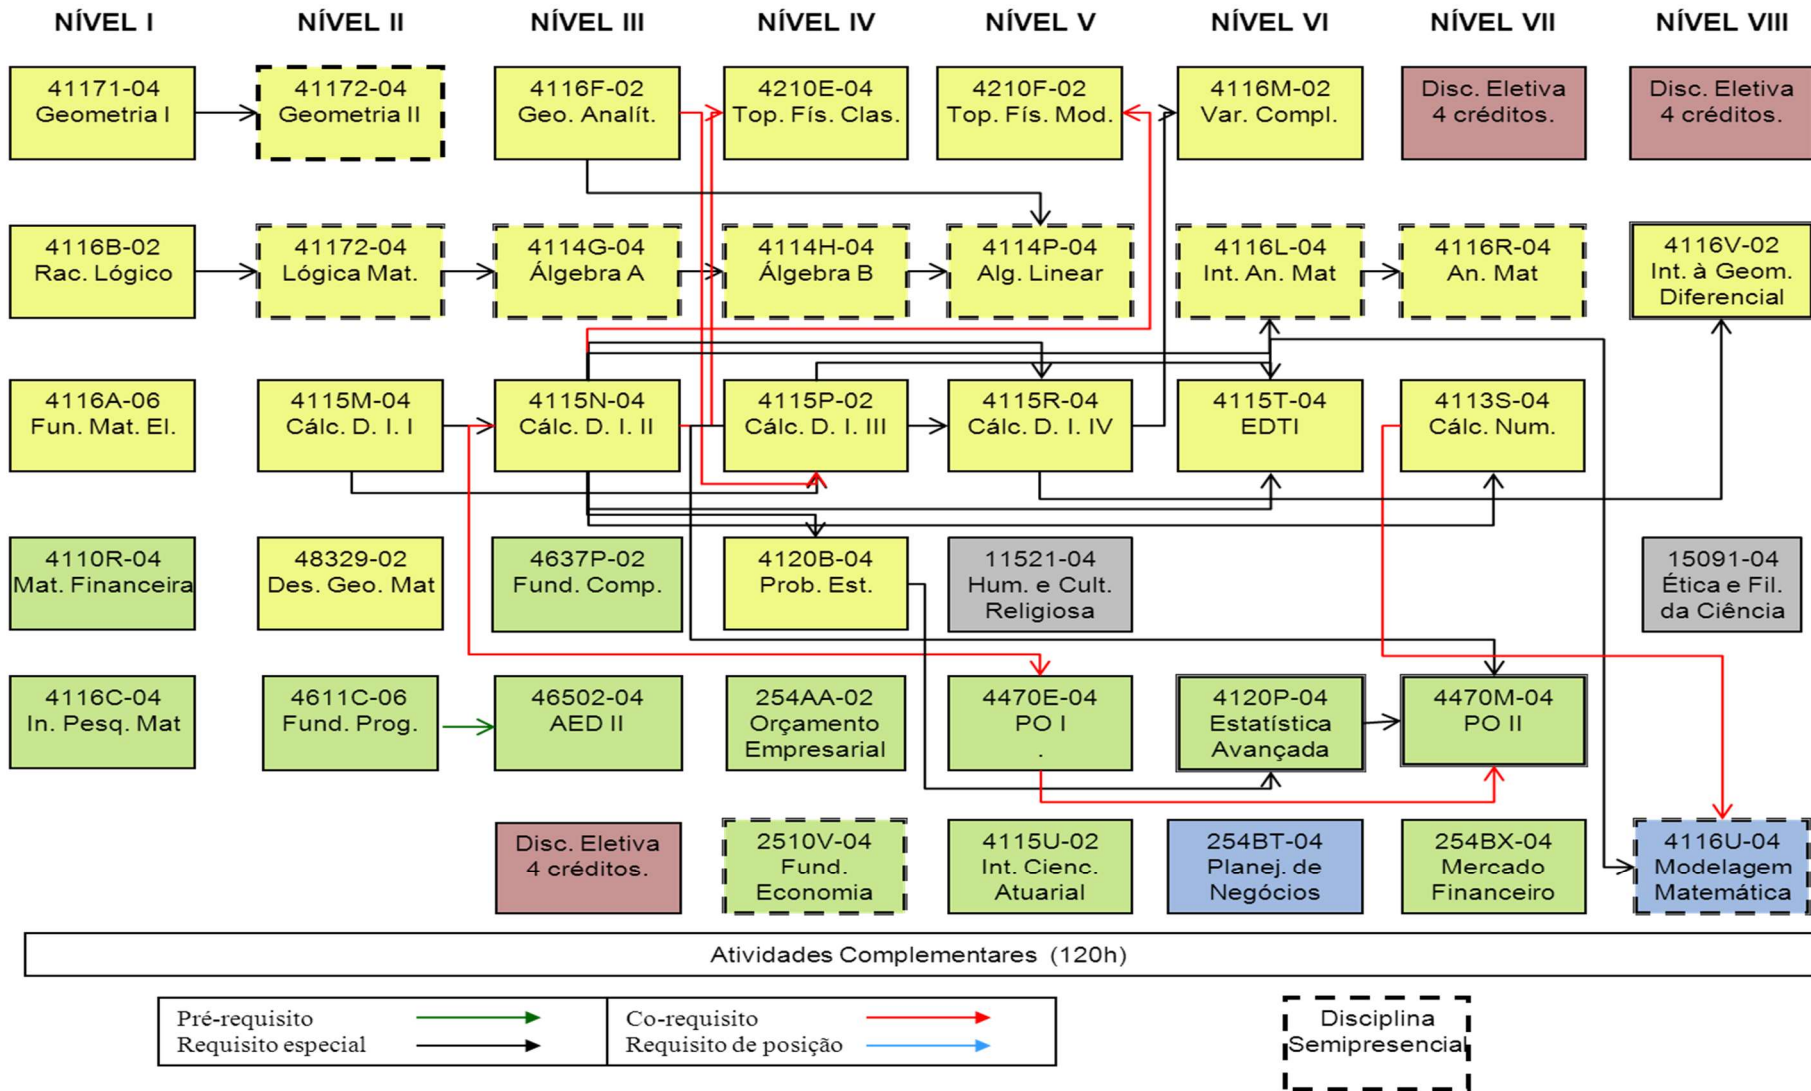 NÍVEL I
NÍVEL II
NÍVEL III
NÍVEL IV
NÍVEL V
NÍVEL VI
NÍVEL VII
NÍVEL VIII
41171-04
Geometria I
41172-04
Geometria II
4116F-02
Geo. Analít.
4210E-04
Top. Fís. Clas.
4210F-02
Top. Fís. Mod.
4116M-02
Var. Compl.
Disc. Eletiva
4 créditos.
Disc. Eletiva
4 créditos.
4116B-02
Rac. Lógico
41172-04
Lógica Mat.
4114G-04
Álgebra A
4114H-04
Álgebra B
4114P-04
Alg. Linear
4116L-04
Int. An. Mat
4116R-04
An. Mat
4116V-02
Int. à Geom.
Diferencial
4116A-06
Fun. Mat. El.
4115M-04
Cálc. D. I. I
4115N-04
Cálc. D. I. II
4115P-02
Cálc. D. I. III
4115R-04
Cálc. D. I. IV
4115T-04
EDTI
4113S-04
Cálc. Num.
4110R-04
Mat. Financeira
48329-02
Des. Geo. Mat
4637P-02
Fund. Comp.
4120B-04
Prob. Est.
11521-04
Hum. e Cult.
Religiosa
15091-04
Ética e Fil.
da Ciência
4116C-04
In. Pesq. Mat
4611C-06
Fund. Prog.
46502-04
AED II
254AA-02
Orçamento
Empresarial
4470E-04
PO I
.
4120P-04
Estatística
Avançada
4470M-04
PO II
Disc. Eletiva
4 créditos.
2510V-04
Fund.
Economia
4115U-02
Int. Cienc.
Atuarial
254BT-04
Planej. de
Negócios
254BX-04
Mercado
Financeiro
4116U-04
Modelagem
Matemática
Atividades Complementares (120h)
Pré-requisito
Requisito especial
Co-requisito
Requisito de posição
Disciplina
Semipresencial